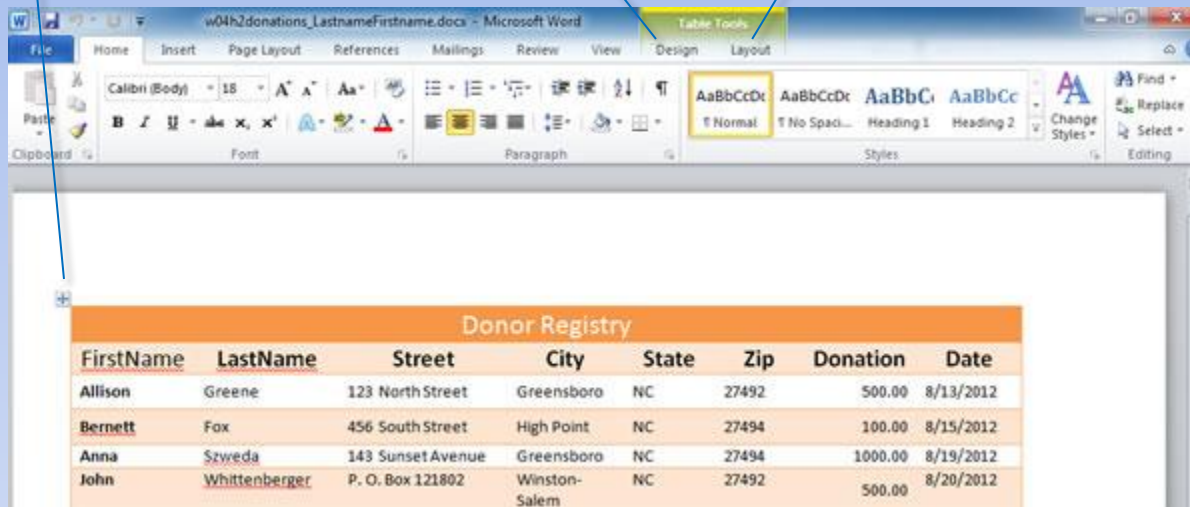 w04h2donations_LastnameFirstname.docx - Microsoft Word
Table Tools
File Home Insert Page Layout References Mailings Review View Design Layout
Paste
Calibri (Body) 18 A A Aa
B I U abc x, x² A A
AaBbCcDc AaBbCcDc AaBbC AaBbCc
¶ Normal ¶ No Spaci... Heading 1 Heading 2
Change Styles
Find
Replace
Select
Clipboard Font Paragraph Styles Editing
Donor Registry
FirstName LastName Street City State Zip Donation Date
Allison Greene 123 North Street Greensboro NC 27492 500.00 8/13/2012
Bernett Fox 456 South Street High Point NC 27494 100.00 8/15/2012
Anna Szweda 143 Sunset Avenue Greensboro NC 27494 1000.00 8/19/2012
John Whittenberger P. O. Box 121802 Winston- NC 27492 500.00 8/20/2012
Salem